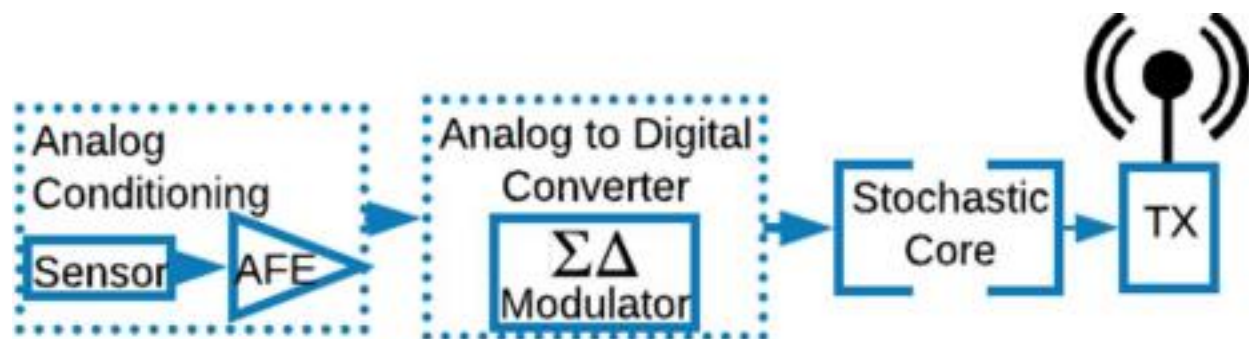 Analog
Conditioning
Sensor
AFE
Analog to Digital
Converter
ΣΔ
Modulator
Stochastic
Core
TX